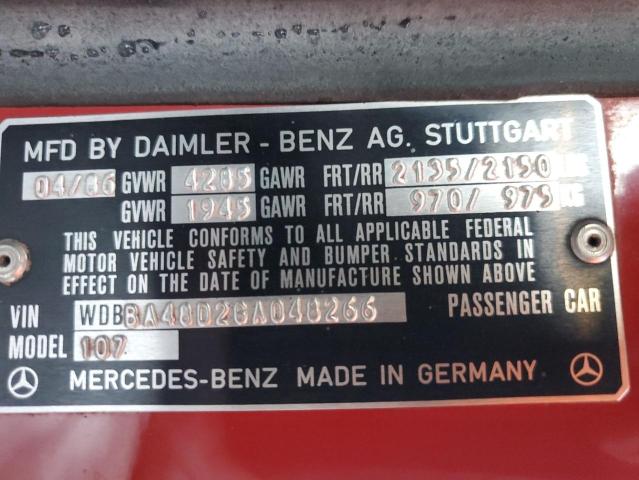 MFD BY DAIMLER - BENZ AG. STUTTGART
04/86 GVWR 4285 GAWR FRT/RR 2135/2150 LBS
GVWR 1945 GAWR FRT/RR 970/ 975 KG
THIS VEHICLE CONFORMS TO ALL APPLICABLE FEDERAL
MOTOR VEHICLE SAFETY AND BUMPER STANDARDS IN
EFFECT ON THE DATE OF MANUFACTURE SHOWN ABOVE
VIN WDBBA48D2GA048266 PASSENGER CAR
MODEL 107
MERCEDES-BENZ MADE IN GERMANY